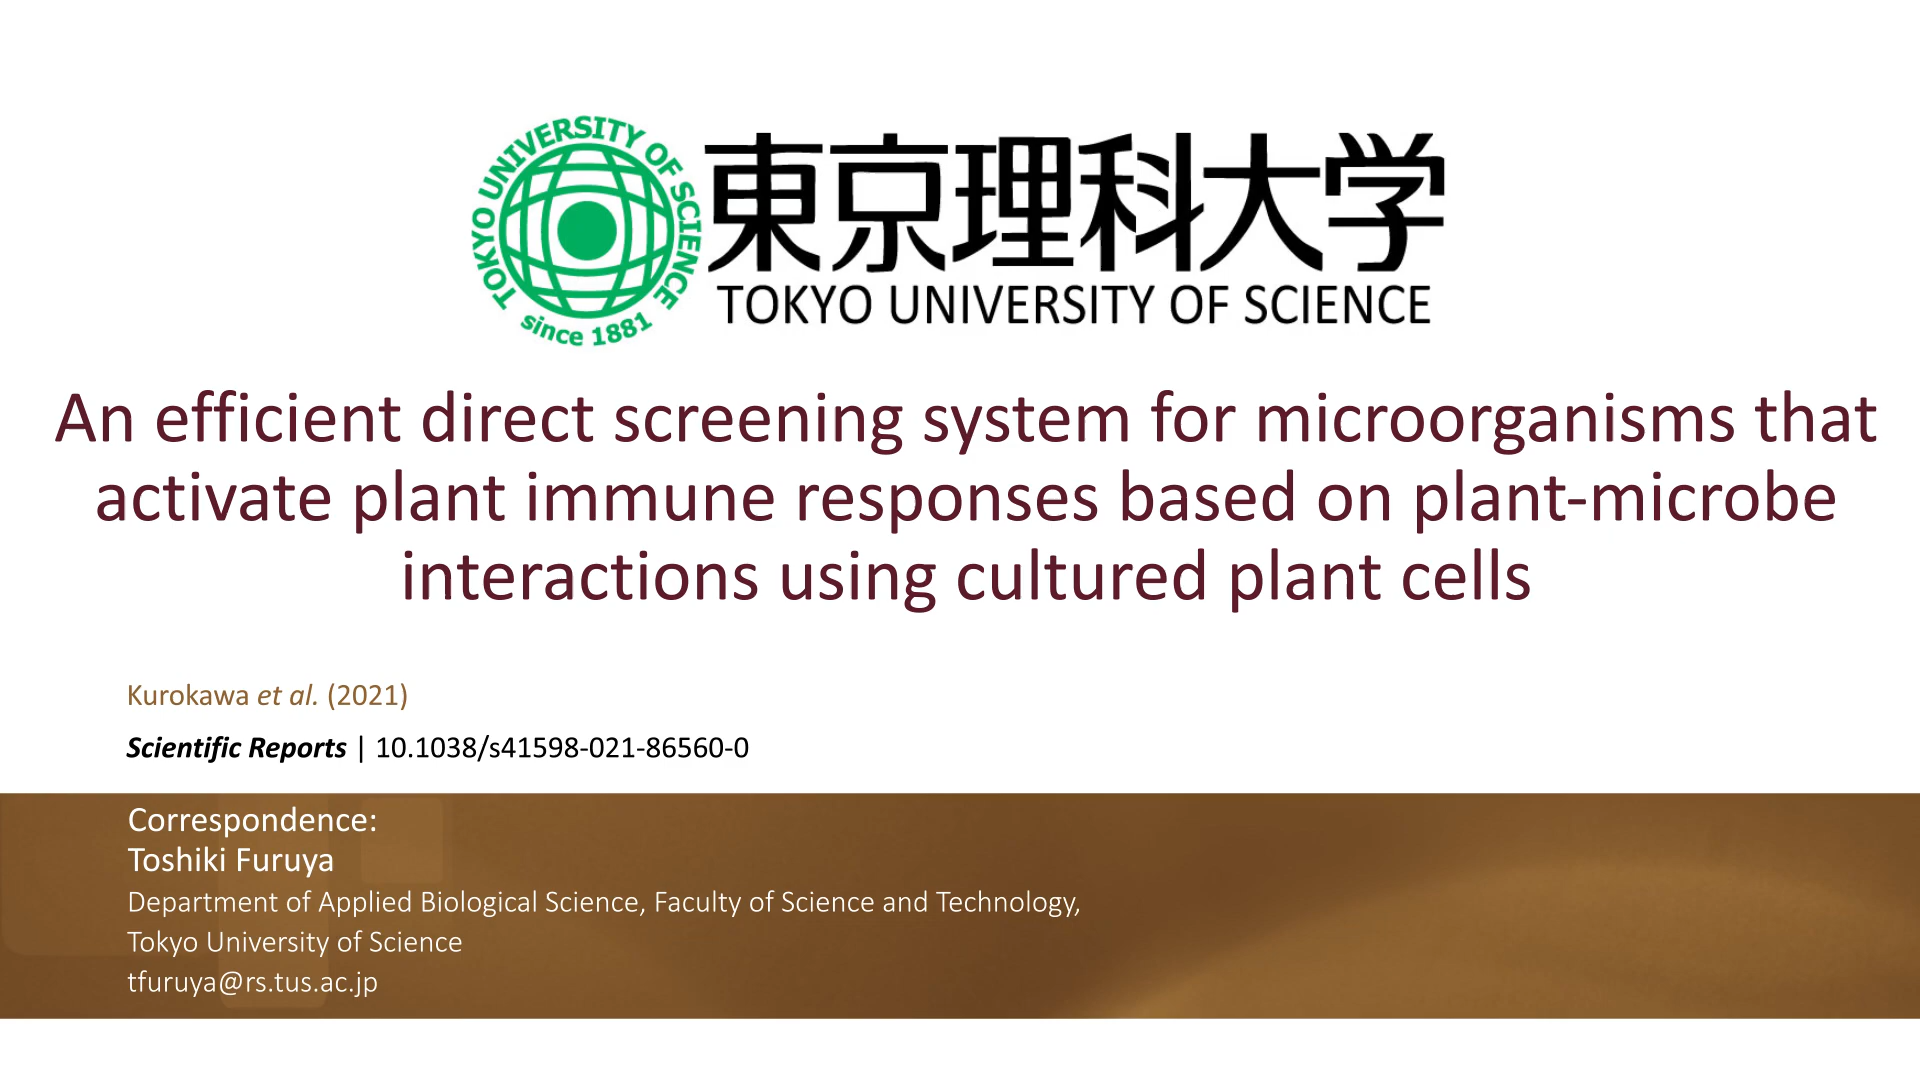 TOKYO UNIVERSITY OF SCIENCE
since 1881
東京理科大学
TOKYO UNIVERSITY OF SCIENCE
An efficient direct screening system for microorganisms that
activate plant immune responses based on plant-microbe
interactions using cultured plant cells
Kurokawa et al. (2021)
Scientific Reports | 10.1038/s41598-021-86560-0
Correspondence:
Toshiki Furuya
Department of Applied Biological Science, Faculty of Science and Technology,
Tokyo University of Science
tfuruya@rs.tus.ac.jp